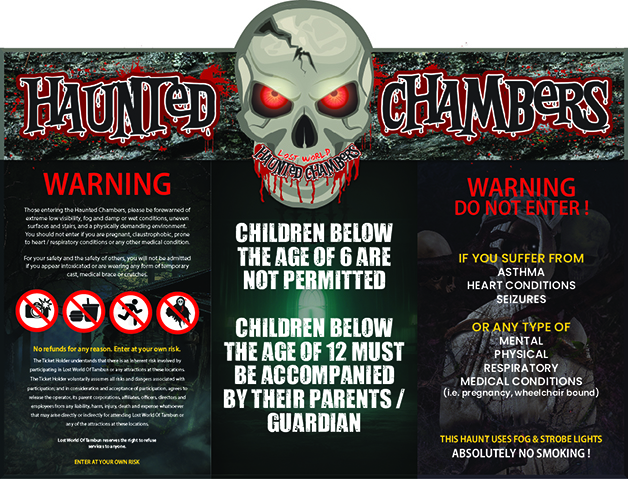 HAUNTED
CHAMBERS
LOST WORLD
HAUNTED CHAMBERS
WARNING
Those entering the Haunted Chambers, please be forewarned of
extreme low visibility, fog and damp or wet conditions, uneven
surfaces and stairs, and a physically demanding environment.
You should not enter if you are pregnant, claustrophobic, prone
to heart / respiratory conditions or any other medical condition.
For your safety and the safety of others, you will not be admitted
if you appear intoxicated or are wearing any form of temporary
cast, medical brace or crutches.
No refunds for any reason. Enter at your own risk.
The Ticket Holder understands that there is an inherent risk involved by
participating in Lost World Of Tambun or any attractions at these locations.
The Ticket Holder voluntarily assumes all risks and dangers associated with
participation; and in consideration and acceptance of participation, agrees to
release the operator, its parent corporations, affiliates, officers, directors and
employees from any liability, harm, injury, death and expense whatsoever
that may arise directly or indirectly for attending Lost World Of Tambun or
any of the attractions at these locations.
Lost World Of Tambun reserves the right to refuse
services to anyone.
ENTER AT YOUR OWN RISK
CHILDREN BELOW
THE AGE OF 6 ARE
NOT PERMITTED
CHILDREN BELOW
THE AGE OF 12 MUST
BE ACCOMPANIED
BY THEIR PARENTS /
GUARDIAN
WARNING
DO NOT ENTER !
IF YOU SUFFER FROM
ASTHMA
HEART CONDITIONS
SEIZURES
OR ANY TYPE OF
MENTAL
PHYSICAL
RESPIRATORY
MEDICAL CONDITIONS
(i.e. pregnancy, wheelchair bound)
THIS HAUNT USES FOG & STROBE LIGHTS
ABSOLUTELY NO SMOKING !